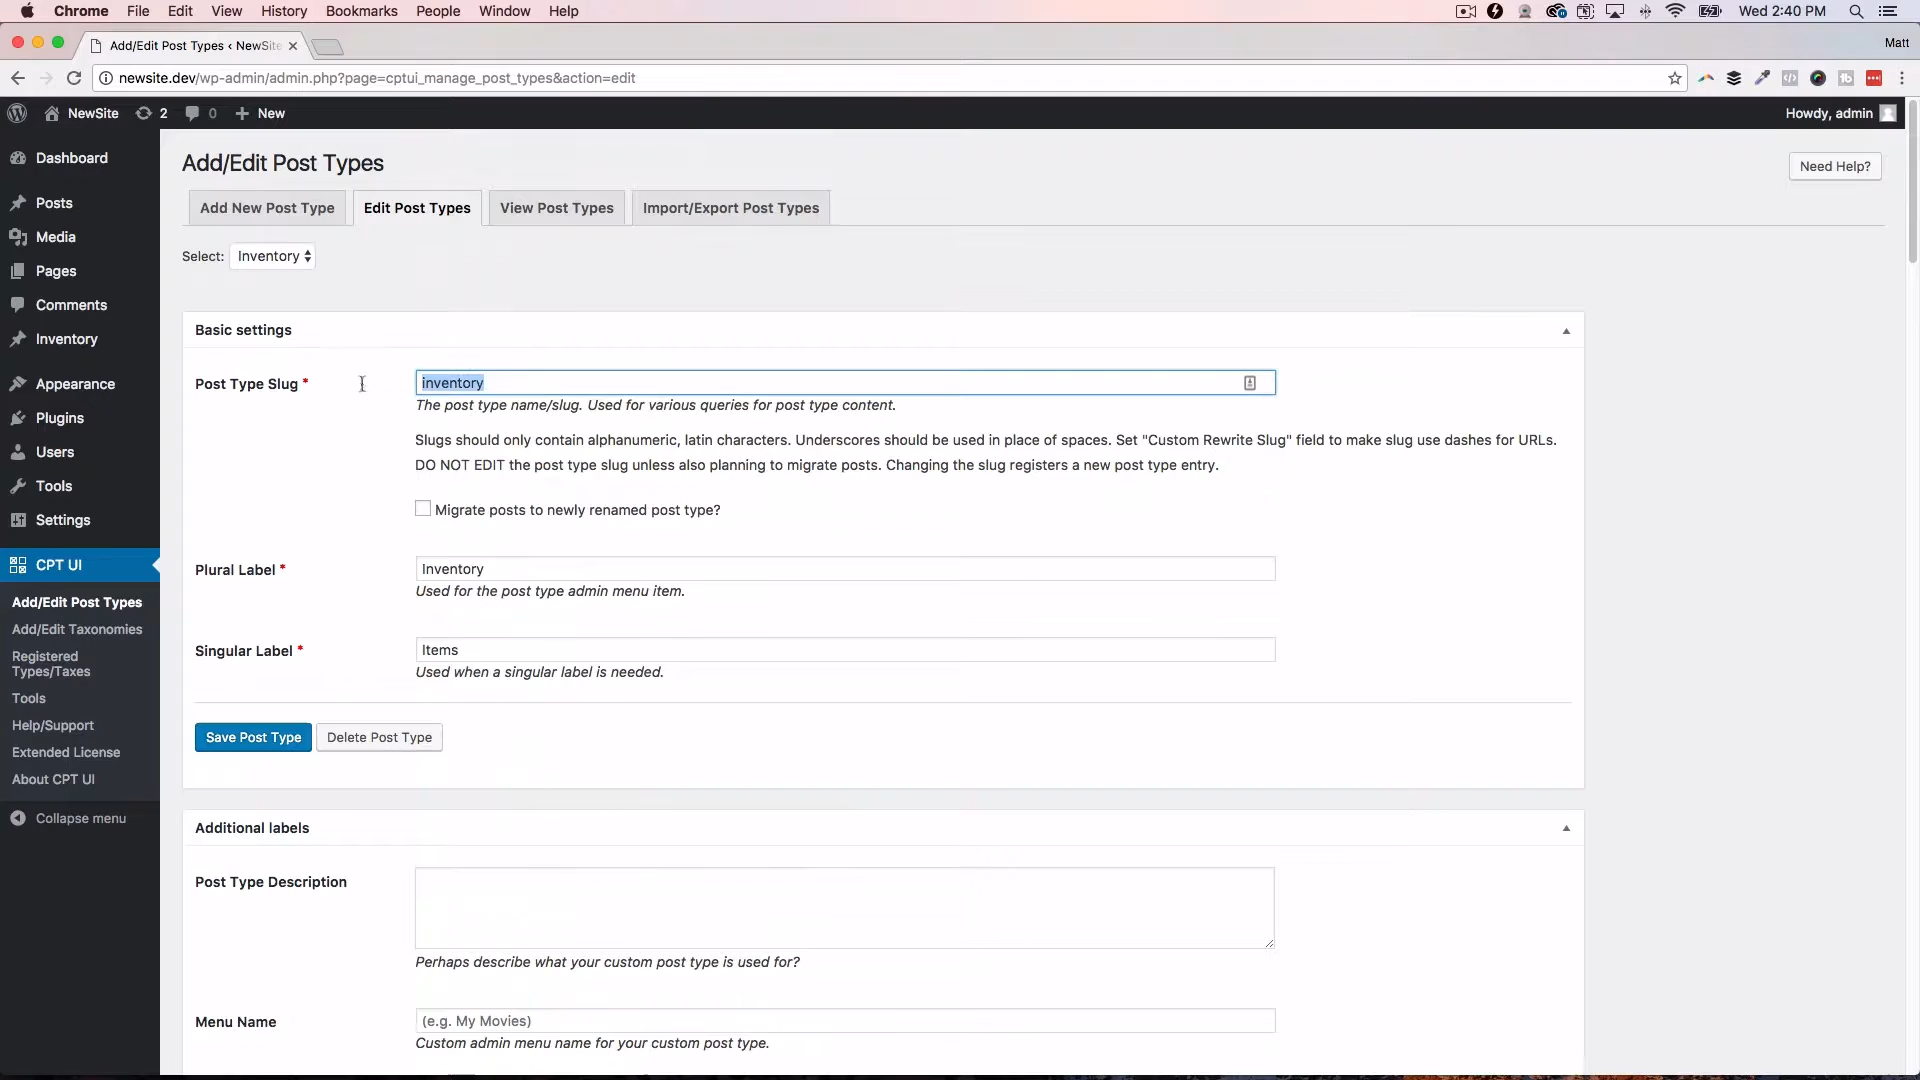 Chrome File Edit View History Bookmarks People Window Help Wed 2:40 PM
Add/Edit Post Types ‹ NewSite
Matt
newsite.dev/wp-admin/admin.php?page=cptui_manage_post_types&action=edit
NewSite 2 0 + New Howdy, admin
Dashboard
Posts
Media
Pages
Comments
Inventory
Appearance
Plugins
Users
Tools
Settings
CPT UI
Add/Edit Post Types
Add/Edit Taxonomies
Registered
Types/Taxes
Tools
Help/Support
Extended License
About CPT UI
Collapse menu
Add/Edit Post Types
Need Help?
Add New Post Type Edit Post Types View Post Types Import/Export Post Types
Select: Inventory
Basic settings
Post Type Slug * inventory
The post type name/slug. Used for various queries for post type content.
Slugs should only contain alphanumeric, latin characters. Underscores should be used in place of spaces. Set "Custom Rewrite Slug" field to make slug use dashes for URLs.
DO NOT EDIT the post type slug unless also planning to migrate posts. Changing the slug registers a new post type entry.
Migrate posts to newly renamed post type?
Plural Label * Inventory
Used for the post type admin menu item.
Singular Label * Items
Used when a singular label is needed.
Save Post Type Delete Post Type
Additional labels
Post Type Description
Perhaps describe what your custom post type is used for?
Menu Name (e.g. My Movies)
Custom admin menu name for your custom post type.